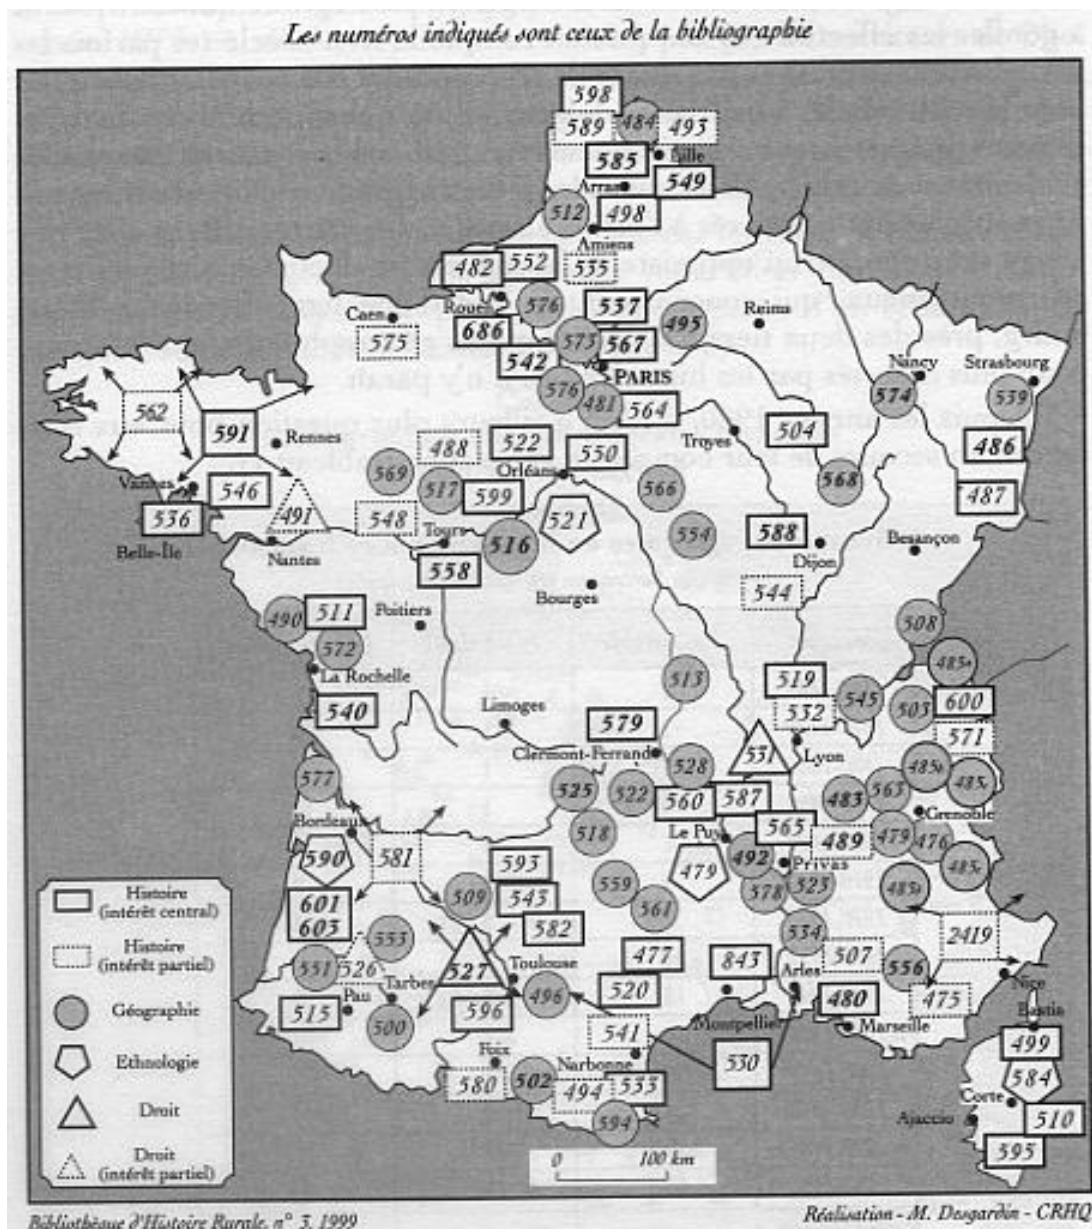 Les numéros indiqués sont ceux de la bibliographie
598
589
484
493
Lille
585
549
Arras
512
498
Amiens
552
482
535
Rouen
576
537
686
573
567
495
Reims
Caen
575
542
PARIS
576
481
564
Nancy
574
Strasbourg
539
562
591
Rennes
488
522
550
Troyes
504
486
Orléans
569
517
599
566
568
487
Vannes
546
536
491
548
521
Belle-Île
Nantes
Tours
516
554
588
Besançon
558
Dijon
Bourges
544
490
511
Poitiers
508
572
485
La Rochelle
513
519
545
503
600
540
Limoges
579
532
571
Clermont-Ferrand
531
Lyon
577
528
485
563
485
525
522
560
587
483
Grenoble
Bordeaux
518
Le Puy
565
489
479
476
590
581
593
492
Privas
485
509
543
559
479
578
523
485
601
603
582
561
534
2419
553
477
843
507
556
551
526
527
Toulouse
Tarbes
Arles
Nice
515
Pau
596
496
520
480
475
500
Montpellier
Marseille
Bastia
Foix
541
530
499
580
502
Narbonne
584
494
533
Corte
510
594
Ajaccio
595
Histoire
(intérêt central)
Histoire
(intérêt partiel)
Géographie
Ethnologie
Droit
Droit
(intérêt partiel)
0 100 km
Bibliothèque d'Histoire Rurale, n° 3, 1999
Réalisation - M. Desgardin - CRHQ